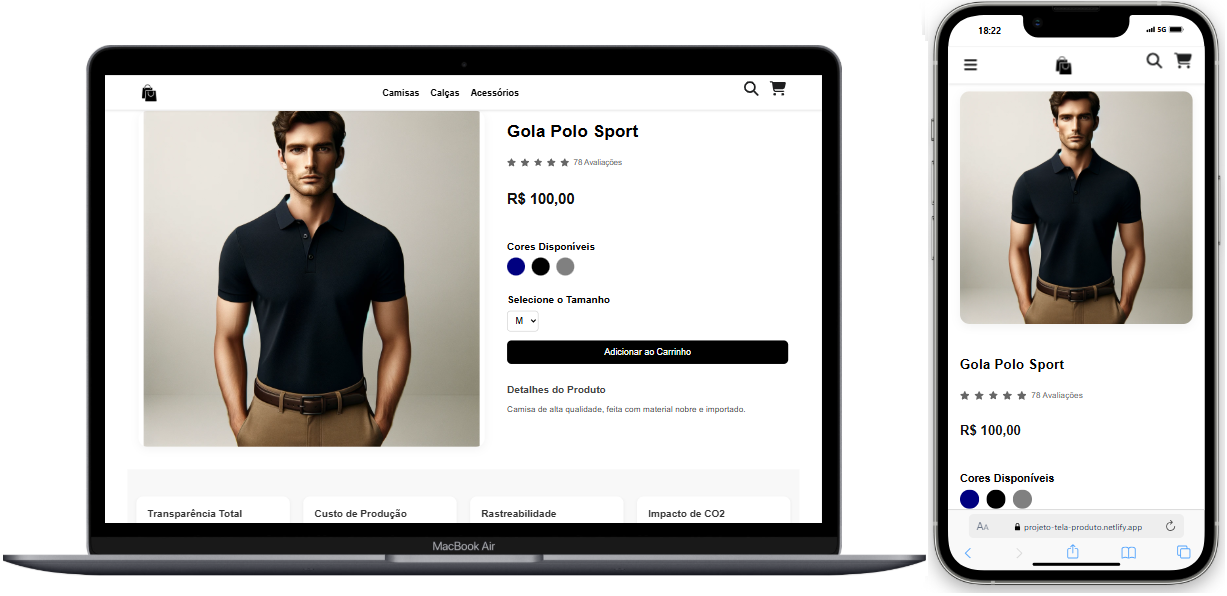 Camisas Calças Acessórios
Gola Polo Sport
78 Avaliações
R$ 100,00
Cores Disponíveis
Selecione o Tamanho
M
Adicionar ao Carrinho
Detalhes do Produto
Camisa de alta qualidade, feita com material nobre e importado.
Transparência Total
Custo de Produção
Rastreabilidade
Impacto de CO2
MacBook Air
18:22
5G
Gola Polo Sport
78 Avaliações
R$ 100,00
Cores Disponíveis
AA projeto-tela-produto.netlify.app